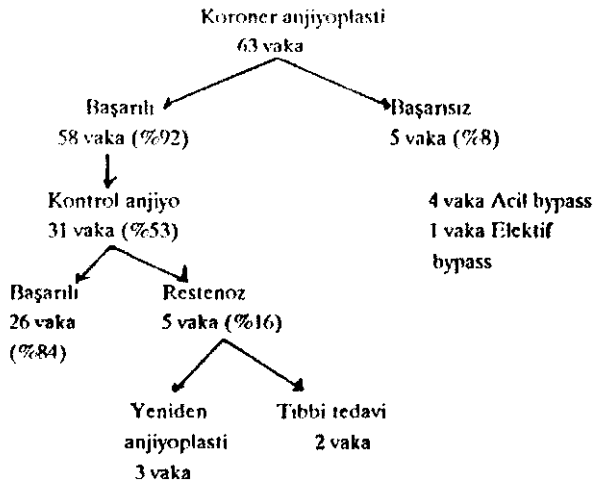 Koroner anjiyoplasti
63 vaka
Başarılı
58 vaka (%92)
Başarısız
5 vaka (%8)
Kontrol anjiyo
31 vaka (%53)
4 vaka Acil bypass
1 vaka Elektif
bypass
Başarılı
26 vaka
(%84)
Restenoz
5 vaka (%16)
Yeniden
anjiyoplasti
3 vaka
Tıbbi tedavi
2 vaka